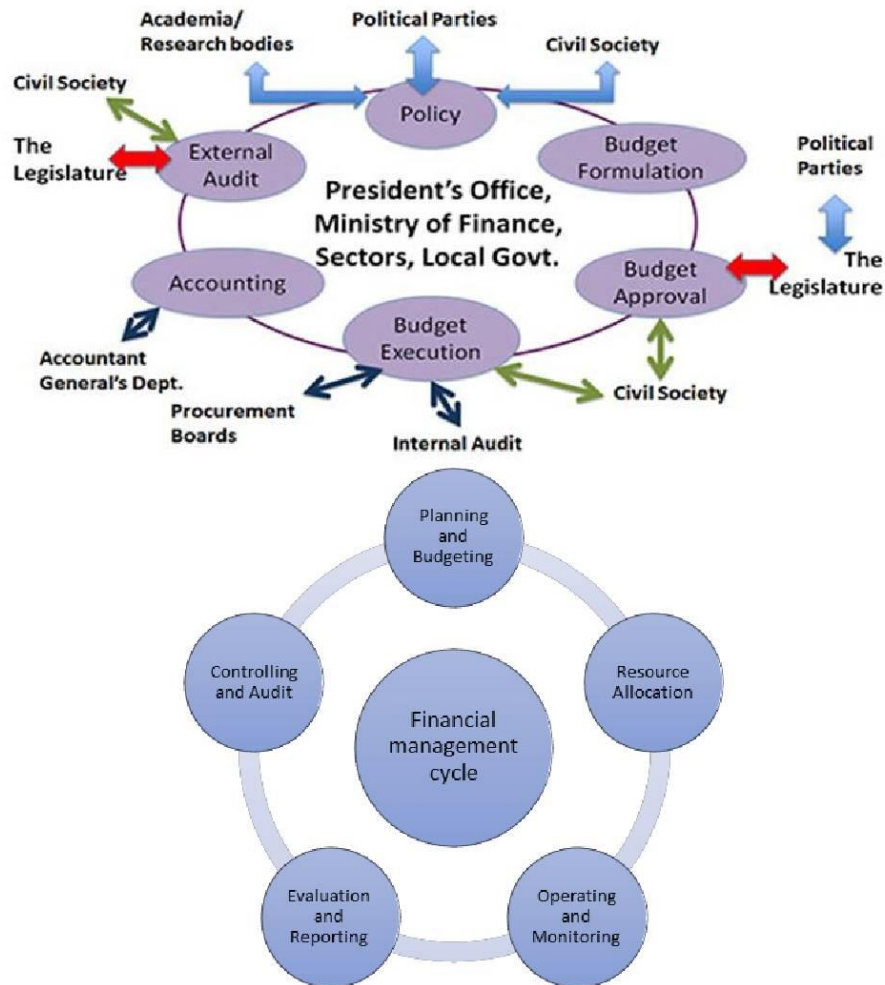 Academia/
Research bodies
Political Parties
Civil Society
Civil Society
Policy
The
Legislature
External
Audit
Budget
Formulation
Political
Parties
President's Office,
Ministry of Finance,
Sectors, Local Govt.
Accounting
Budget
Approval
The
Legislature
Budget
Execution
Accountant
General's Dept.
Procurement
Boards
Internal Audit
Civil Society
Planning
and
Budgeting
Controlling
and Audit
Resource
Allocation
Financial
management
cycle
Evaluation
and
Reporting
Operating
and
Monitoring